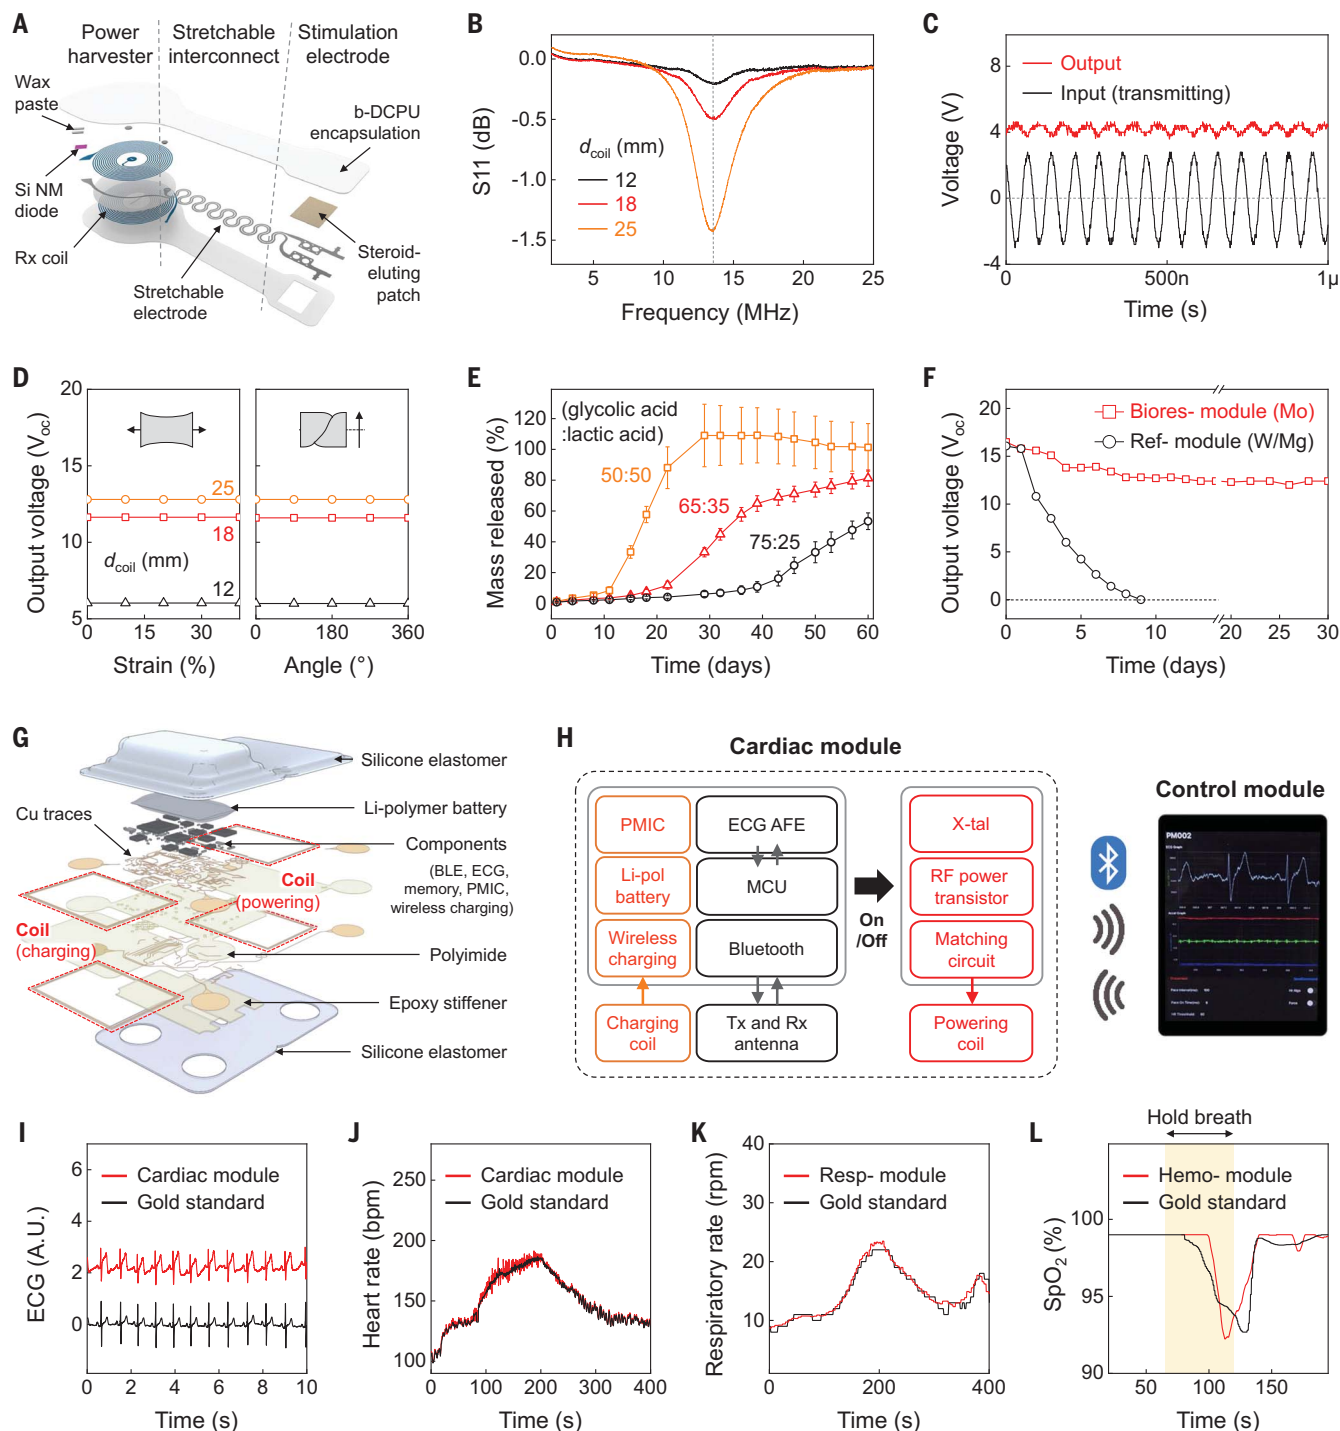 A
Power
harvester
Stretchable
interconnect
Stimulation
electrode
Wax
paste
b-DCPU
encapsulation
Si NM
diode
Rx coil
Stretchable
electrode
Steroid-
eluting
patch
B
S11 (dB)
0.0
-0.5
-1.0
-1.5
d_coil (mm)
12
18
25
5
10
15
20
25
Frequency (MHz)
C
Voltage (V)
8
4
0
-4
Output
Input (transmitting)
0
500n
1µ
Time (s)
D
Output voltage (V_oc)
20
15
10
5
25
18
d_coil (mm)
12
0
15
30
0
180
360
Strain (%)
Angle (°)
E
Mass released (%)
120
100
80
60
40
20
0
(glycolic acid
:lactic acid)
50:50
65:35
75:25
0
10
20
30
40
50
60
Time (days)
F
Output voltage (V_oc)
20
15
10
5
0
Biores- module (Mo)
Ref- module (W/Mg)
0
5
10
20
25
30
Time (days)
G
Silicone elastomer
Li-polymer battery
Cu traces
Components
(BLE, ECG,
memory, PMIC,
wireless charging)
Coil
(powering)
Coil
(charging)
Polyimide
Epoxy stiffener
Silicone elastomer
H
Cardiac module
PMIC
ECG AFE
X-tal
Li-pol
battery
MCU
RF power
transistor
On
/Off
Wireless
charging
Bluetooth
Matching
circuit
Charging
coil
Tx and Rx
antenna
Powering
coil
Control module
PM002
I
ECG (A.U.)
6
4
2
0
Cardiac module
Gold standard
0
2
4
6
8
10
Time (s)
J
Heart rate (bpm)
250
200
150
100
Cardiac module
Gold standard
0
100
200
300
400
Time (s)
K
Respiratory rate (rpm)
40
30
20
10
Resp- module
Gold standard
0
200
400
Time (s)
L
Hold breath
Hemo- module
Gold standard
SpO2 (%)
100
95
90
50
100
150
Time (s)